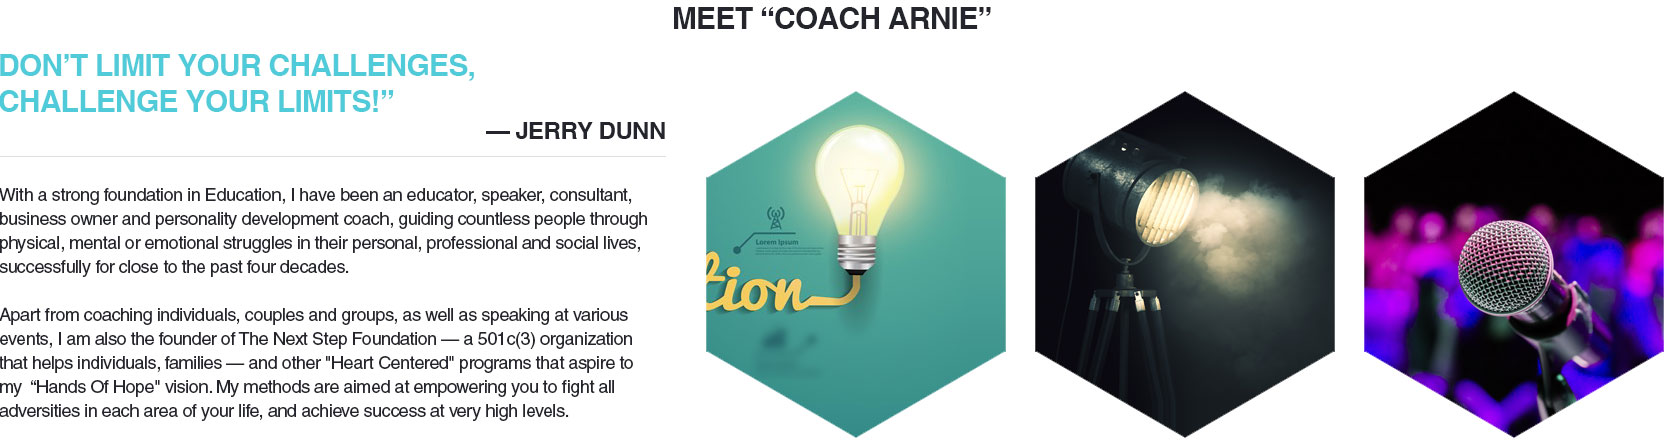 MEET “COACH ARNIE”
DON’T LIMIT YOUR CHALLENGES,
CHALLENGE YOUR LIMITS!”
— JERRY DUNN
With a strong foundation in Education, I have been an educator, speaker, consultant,
business owner and personality development coach, guiding countless people through
physical, mental or emotional struggles in their personal, professional and social lives,
successfully for close to the past four decades.
Apart from coaching individuals, couples and groups, as well as speaking at various
events, I am also the founder of The Next Step Foundation — a 501c(3) organization
that helps individuals, families — and other "Heart Centered" programs that aspire to
my “Hands Of Hope" vision. My methods are aimed at empowering you to fight all
adversities in each area of your life, and achieve success at very high levels.
Lorem Ipsum
tion